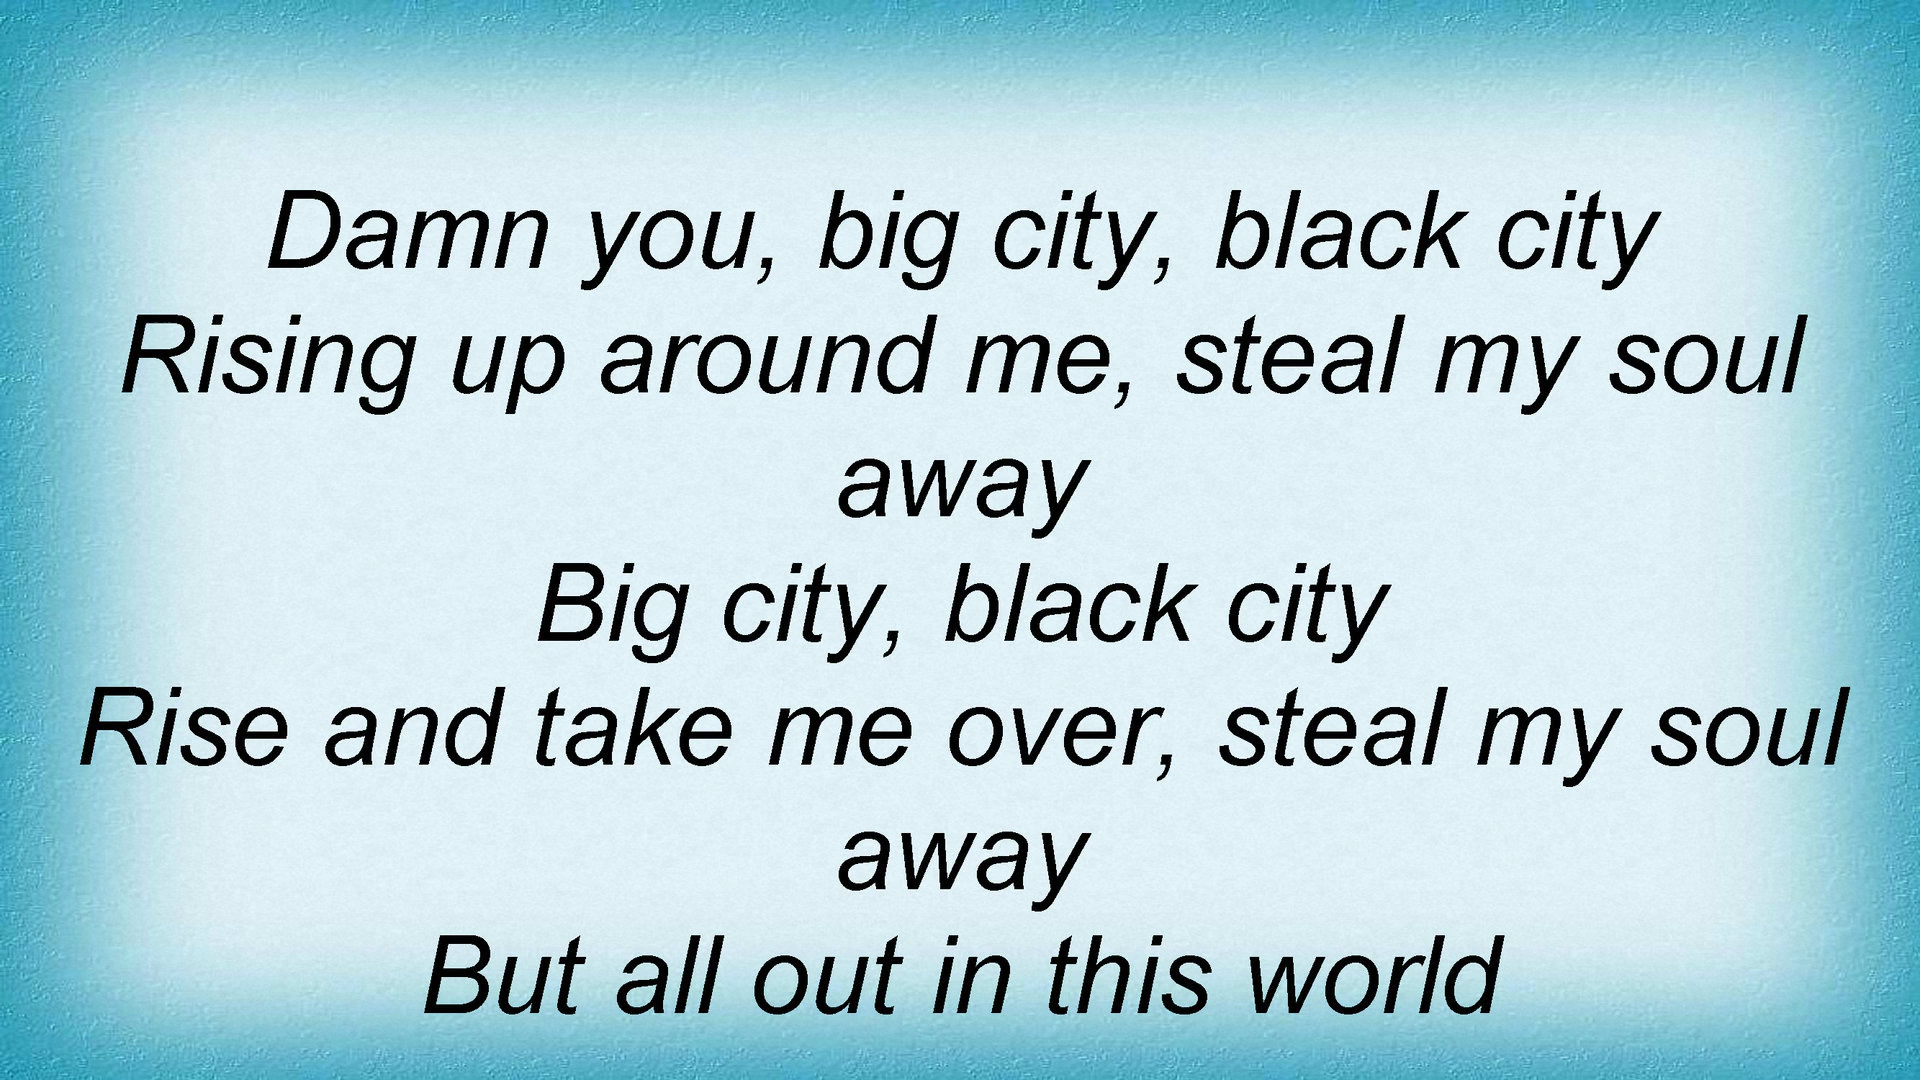 Damn you, big city, black city
Rising up around me, steal my soul
away
Big city, black city
Rise and take me over, steal my soul
away
But all out in this world